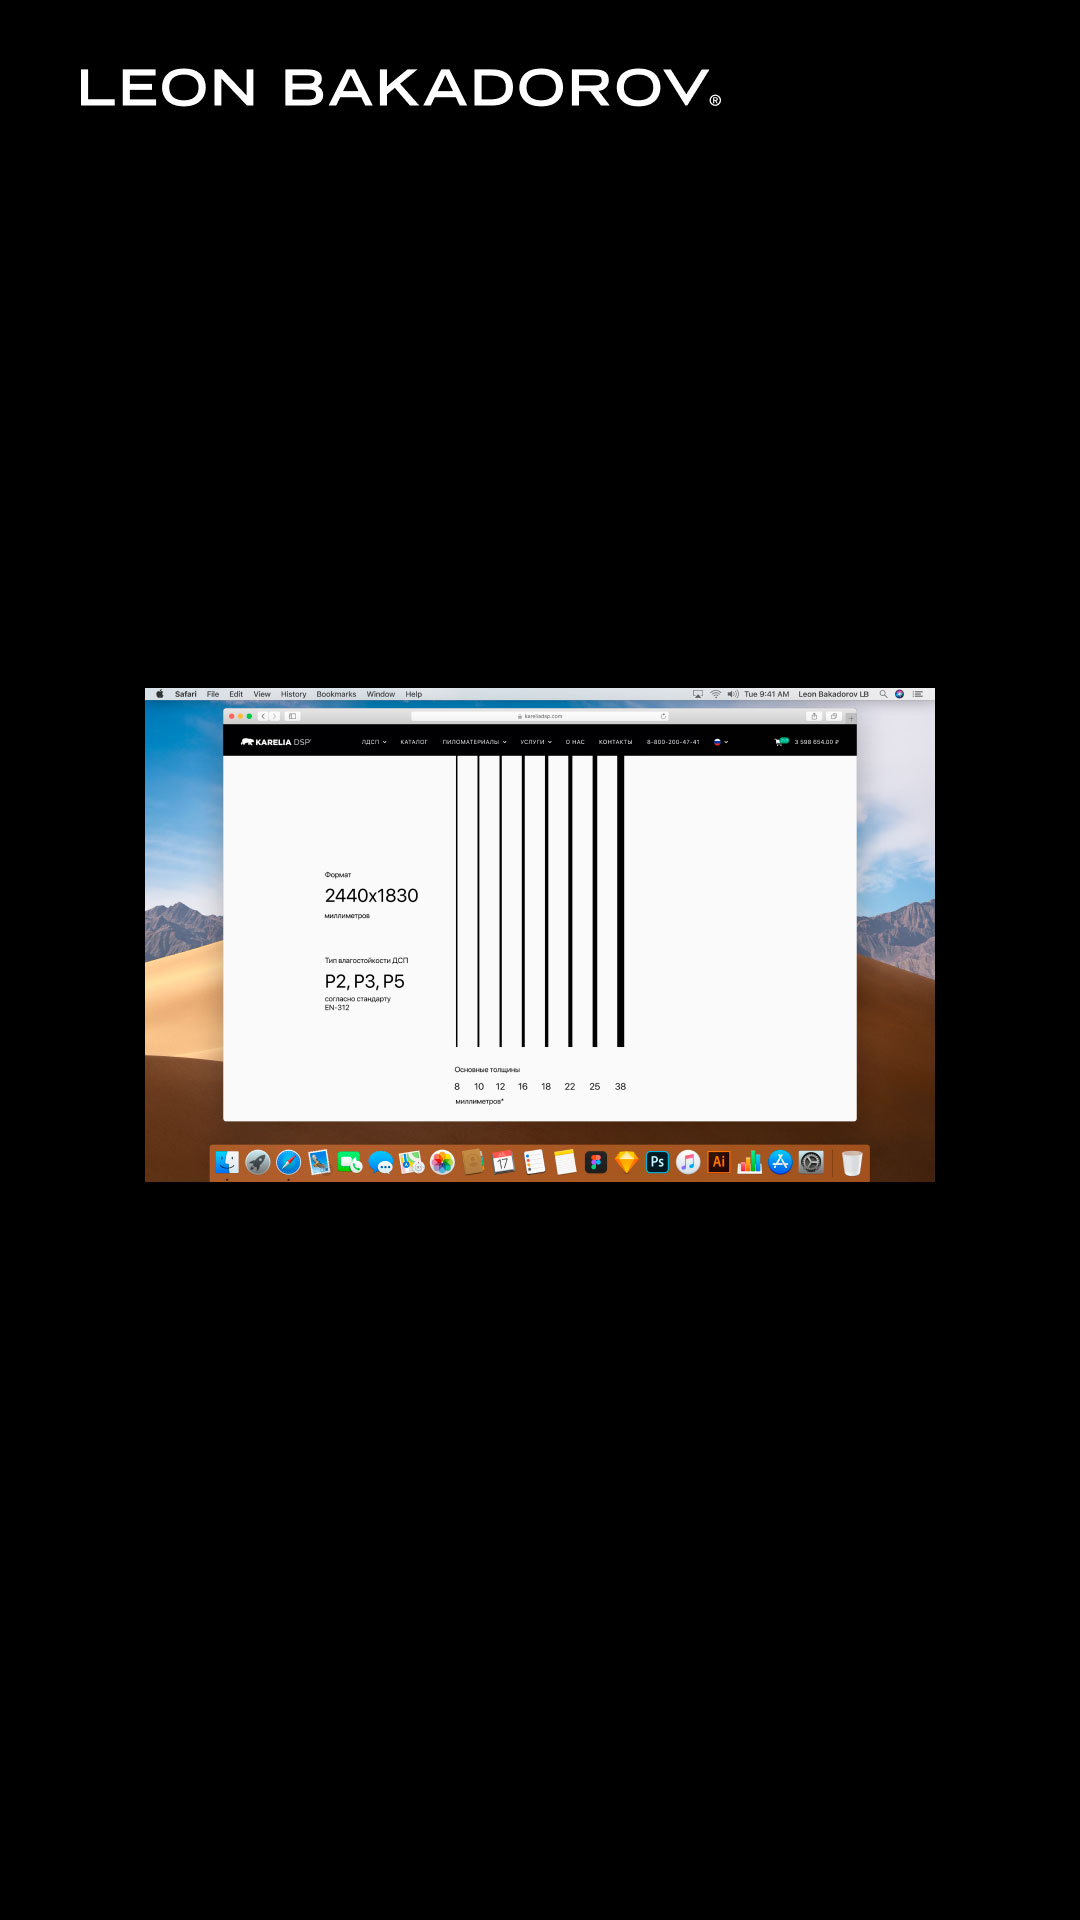 LEON BAKADOROV®
Safari File Edit View History Bookmarks Window Help
Tue 9:41 AM Leon Bakadorov LB
kareliadsp.com
KARELIA DSP
ЛДСП КАТАЛОГ ПИЛОМАТЕРИАЛЫ УСЛУГИ О НАС КОНТАКТЫ 8-800-200-47-41 3 598 654.00 ₽
Формат
2440x1830
миллиметров
Тип влагостойкости ДСП
P2, P3, P5
согласно стандарту
EN-312
Основные толщины
8 10 12 16 18 22 25 38
миллиметров*
17
Ps
Ai